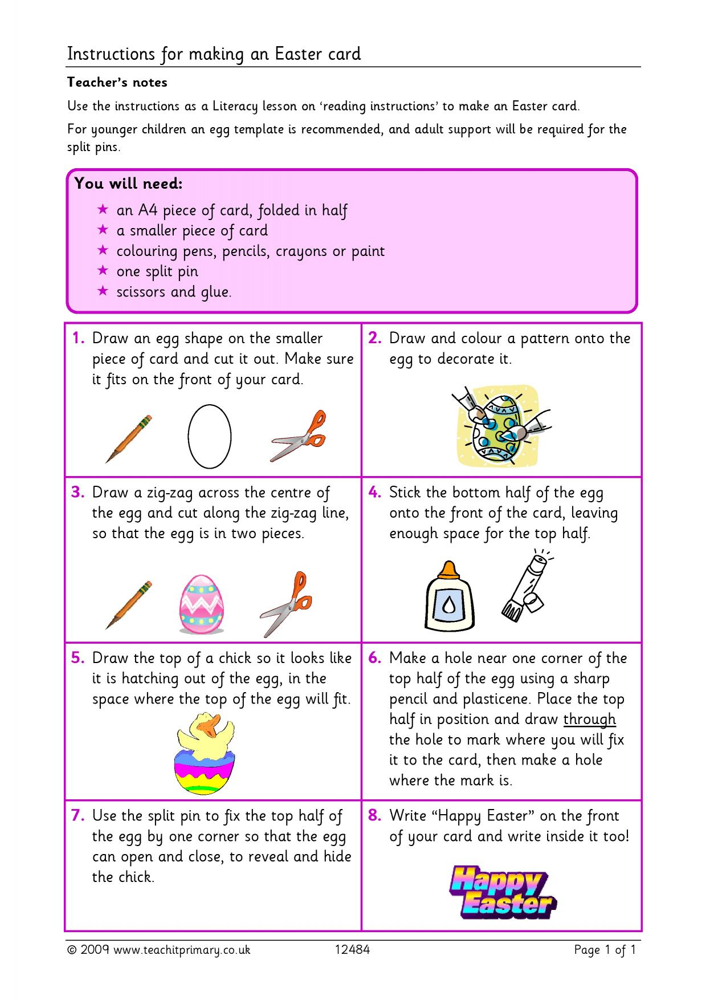 Instructions for making an Easter card
Teacher's notes
Use the instructions as a Literacy lesson on ‘reading instructions’ to make an Easter card.
For younger children an egg template is recommended, and adult support will be required for the
split pins.
You will need:
★ an A4 piece of card, folded in half
★ a smaller piece of card
★ colouring pens, pencils, crayons or paint
★ one split pin
★ scissors and glue.
1. Draw an egg shape on the smaller
piece of card and cut it out. Make sure
it fits on the front of your card.
2. Draw and colour a pattern onto the
egg to decorate it.
3. Draw a zig-zag across the centre of
the egg and cut along the zig-zag line,
so that the egg is in two pieces.
4. Stick the bottom half of the egg
onto the front of the card, leaving
enough space for the top half.
5. Draw the top of a chick so it looks like
it is hatching out of the egg, in the
space where the top of the egg will fit.
6. Make a hole near one corner of the
top half of the egg using a sharp
pencil and plasticene. Place the top
half in position and draw through
the hole to mark where you will fix
it to the card, then make a hole
where the mark is.
7. Use the split pin to fix the top half of
the egg by one corner so that the egg
can open and close, to reveal and hide
the chick.
8. Write “Happy Easter” on the front
of your card and write inside it too!
Happy
Easter
© 2009 www.teachitprimary.co.uk 12484 Page 1 of 1